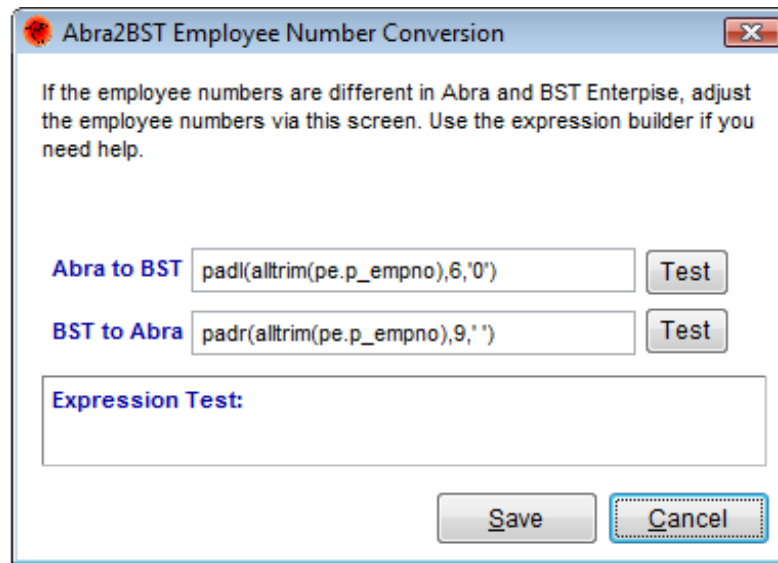 Abra2BST Employee Number Conversion
If the employee numbers are different in Abra and BST Enterpise, adjust
the employee numbers via this screen. Use the expression builder if you
need help.
Abra to BST padl(alltrim(pe.p_empno),6,'0') Test
BST to Abra padr(alltrim(pe.p_empno),9,' ') Test
Expression Test:
Save Cancel